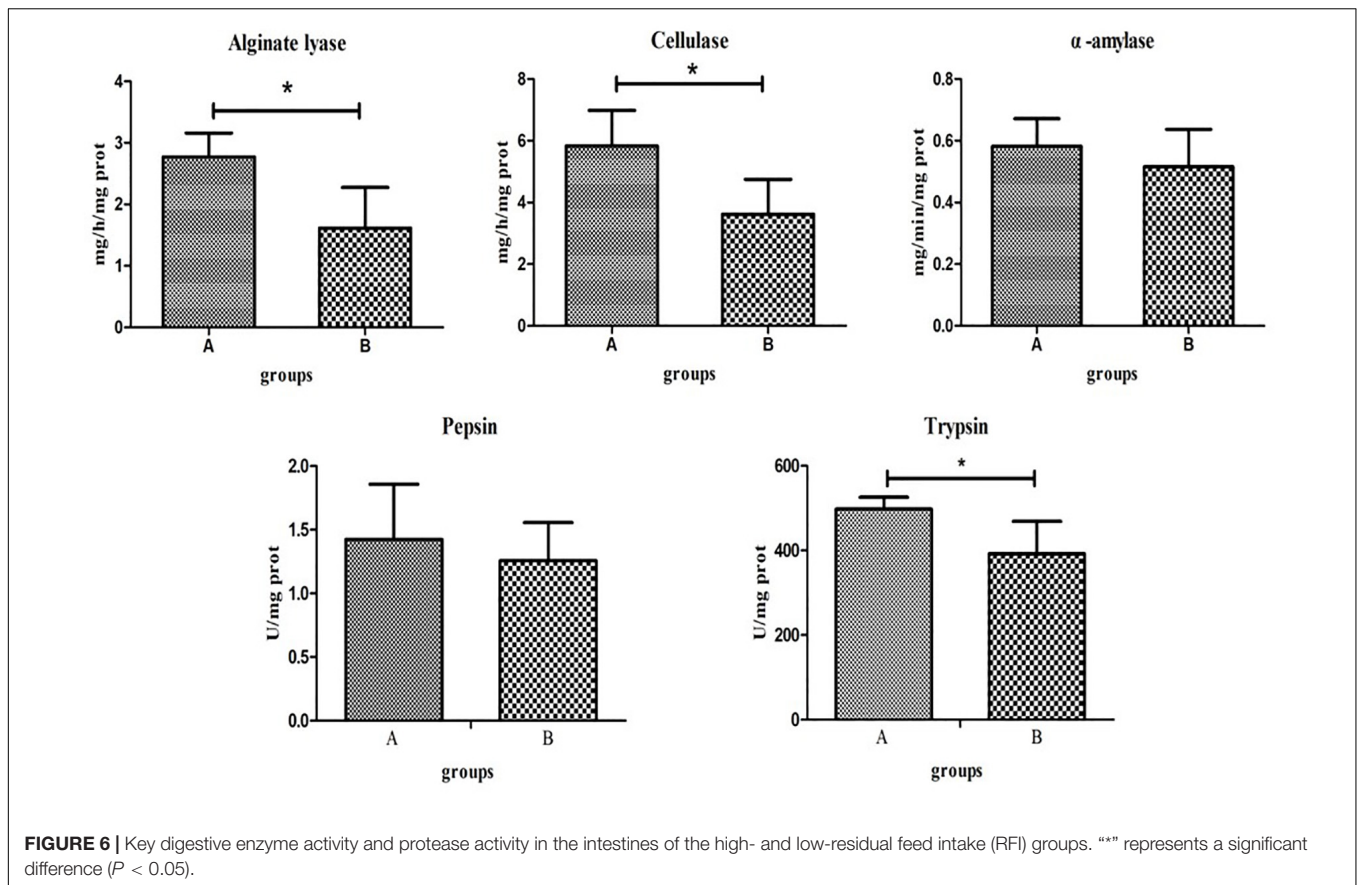 Alginate lyase
4
3
2
1
0
mg/h/mg prot
*
A
B
groups
Cellulase
8
6
4
2
0
mg/h/mg prot
*
A
B
groups
α -amylase
0.8
0.6
0.4
0.2
0.0
mg/min/mg prot
A
B
groups
Pepsin
2.0
1.5
1.0
0.5
0.0
U/mg prot
A
B
groups
Trypsin
600
400
200
0
U/mg prot
*
A
B
groups
FIGURE 6 | Key digestive enzyme activity and protease activity in the intestines of the high- and low-residual feed intake (RFI) groups. “*” represents a significant
difference (P < 0.05).